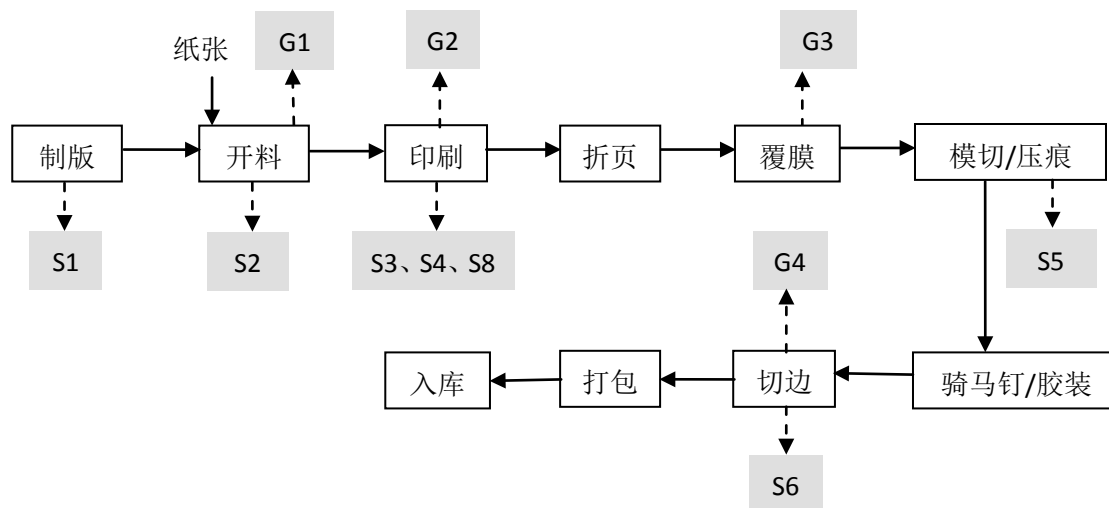 纸张
G1
G2
G3
制版
开料
印刷
折页
覆膜
模切/压痕
S1
S2
S3、S4、S8
G4
S5
入库
打包
切边
骑马钉/胶装
S6